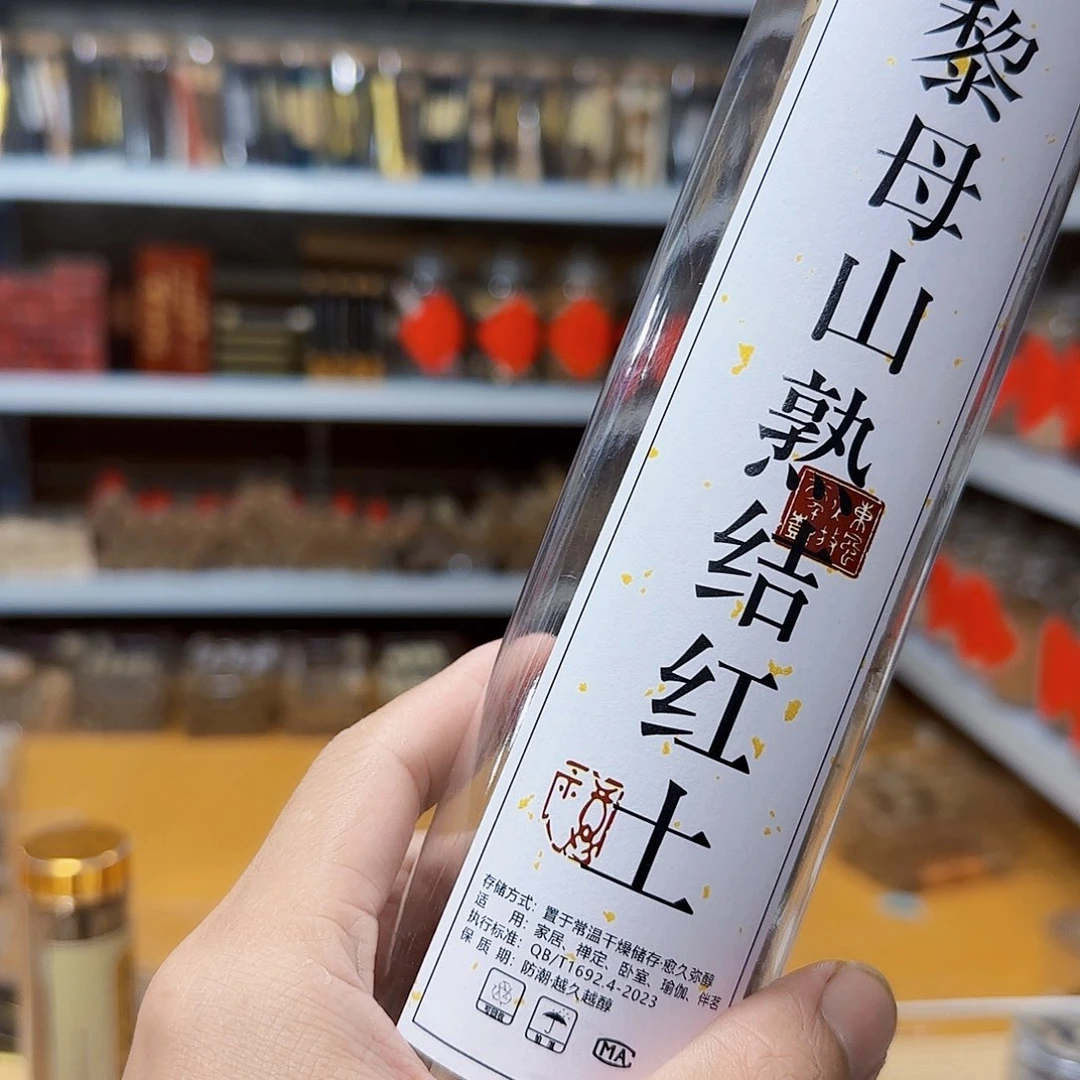 黎母山熟结红土
存储方式：置于常温干燥储存·愈久弥醇
适 用：家居、禅定、卧室、瑜伽、伴茗
执行标准：QB/T1692.4-2023
保 质 期：防潮·越久越醇
MA